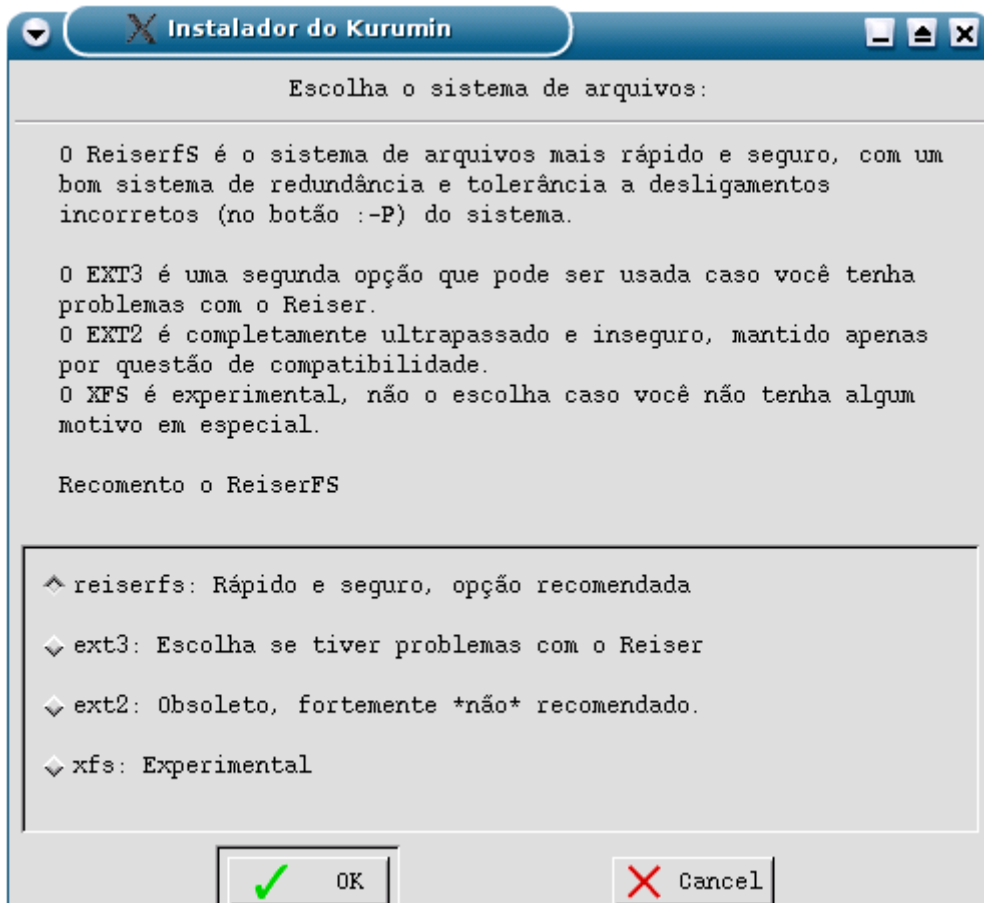 Instalador do Kurumin
Escolha o sistema de arquivos:
O ReiserfS é o sistema de arquivos mais rápido e seguro, com um
bom sistema de redundância e tolerância a desligamentos
incorretos (no botão :-P) do sistema.
O EXT3 é uma segunda opção que pode ser usada caso você tenha
problemas com o Reiser.
O EXT2 é completamente ultrapassado e inseguro, mantido apenas
por questão de compatibilidade.
O XFS é experimental, não o escolha caso você não tenha algum
motivo em especial.
Recomento o ReiserFS
reiserfs: Rápido e seguro, opção recomendada
ext3: Escolha se tiver problemas com o Reiser
ext2: Obsoleto, fortemente *não* recomendado.
xfs: Experimental
OK
Cancel